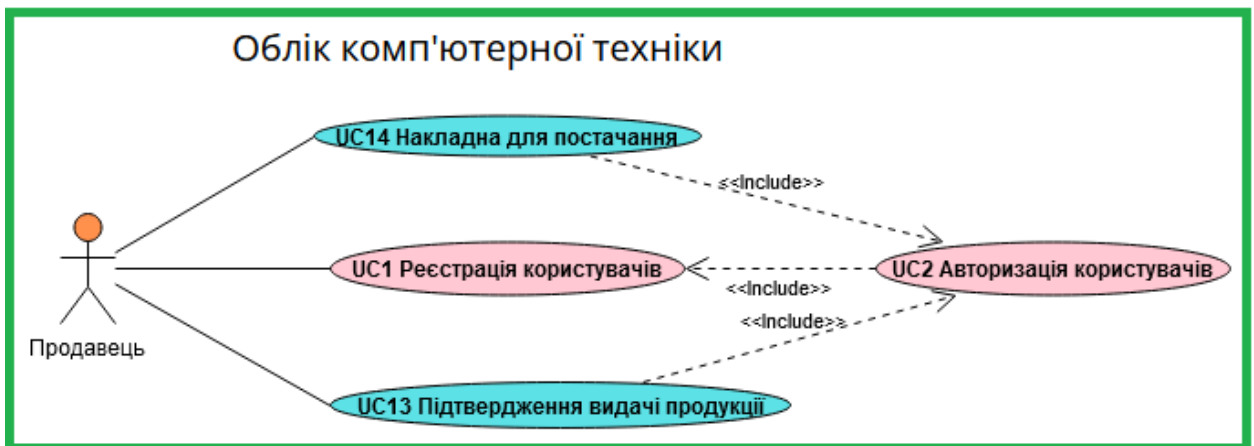 Облік комп'ютерної техніки
UC14 Накладна для постачання
<<Include>>
UC1 Реєстрація користувачів
UC2 Авторизація користувачів
<<Include>>
<<Include>>
Продавець
UC13 Підтвердження видачі продукції